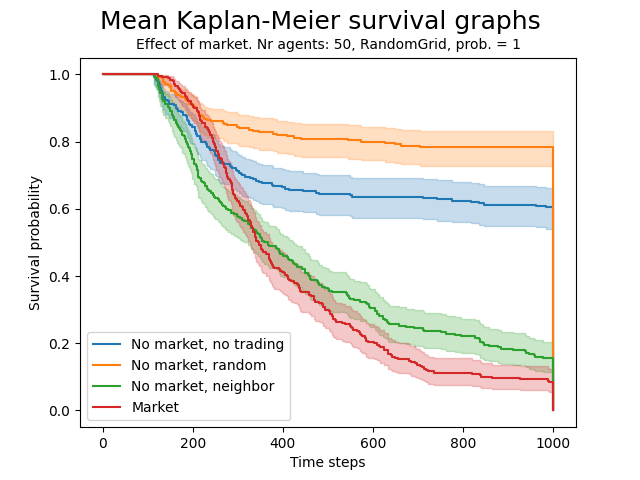 Mean Kaplan-Meier survival graphs
Effect of market. Nr agents: 50, RandomGrid, prob. = 1
1.0
0.8
0.6
0.4
0.2
0.0
Survival probability
No market, no trading
No market, random
No market, neighbor
Market
0 200 400 600 800 1000
Time steps